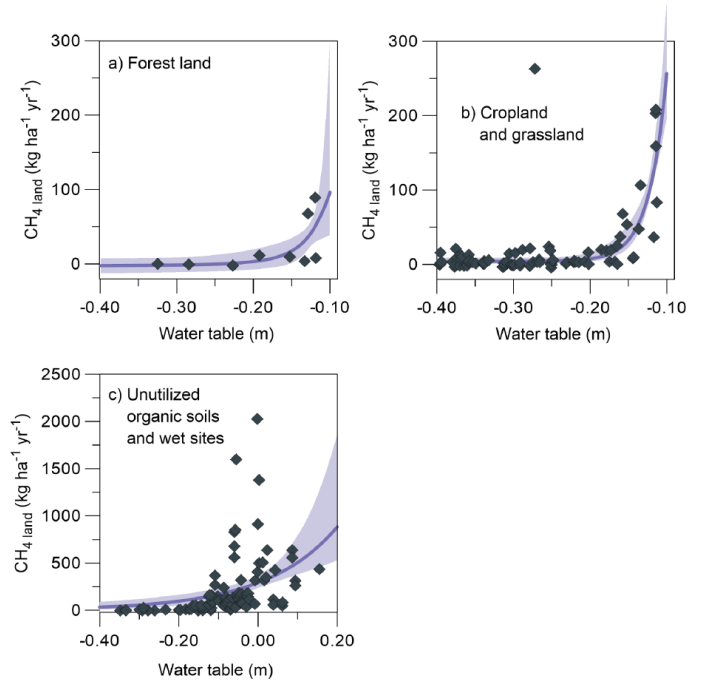 a) Forest land
300
200
100
0
CH4 land (kg ha-1 yr-1)
-0.40 -0.30 -0.20 -0.10
Water table (m)
b) Cropland
and grassland
300
200
100
0
CH4 land (kg ha-1 yr-1)
-0.40 -0.30 -0.20 -0.10
Water table (m)
c) Unutilized
organic soils
and wet sites
2500
2000
1500
1000
500
0
CH4 land (kg ha-1 yr-1)
-0.40 -0.20 0.00 0.20
Water table (m)